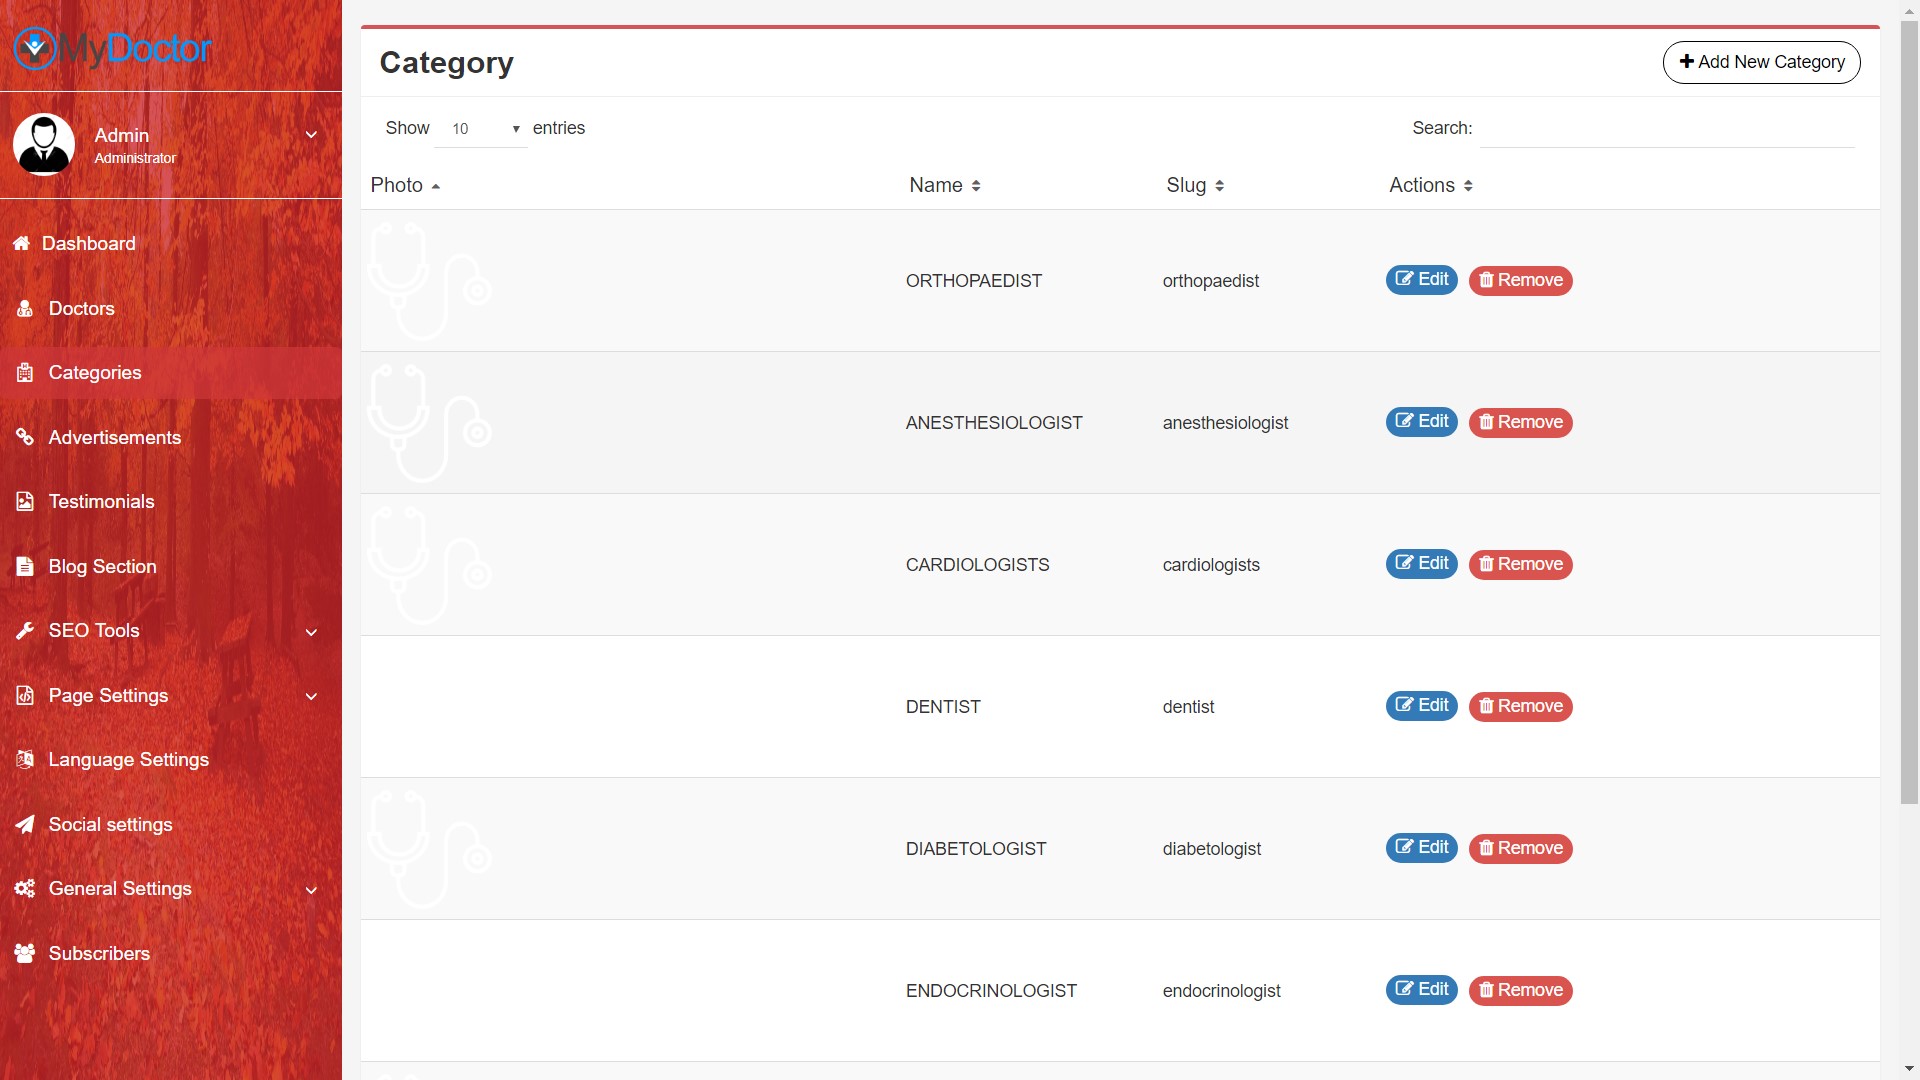 MyDoctor
Admin
Administrator
Dashboard
Doctors
Categories
Advertisements
Testimonials
Blog Section
SEO Tools
Page Settings
Language Settings
Social settings
General Settings
Subscribers
Category
Add New Category
Show 10 entries
Search:
Photo Name Slug Actions
ORTHOPAEDIST orthopaedist Edit Remove
ANESTHESIOLOGIST anesthesiologist Edit Remove
CARDIOLOGISTS cardiologists Edit Remove
DENTIST dentist Edit Remove
DIABETOLOGIST diabetologist Edit Remove
ENDOCRINOLOGIST endocrinologist Edit Remove